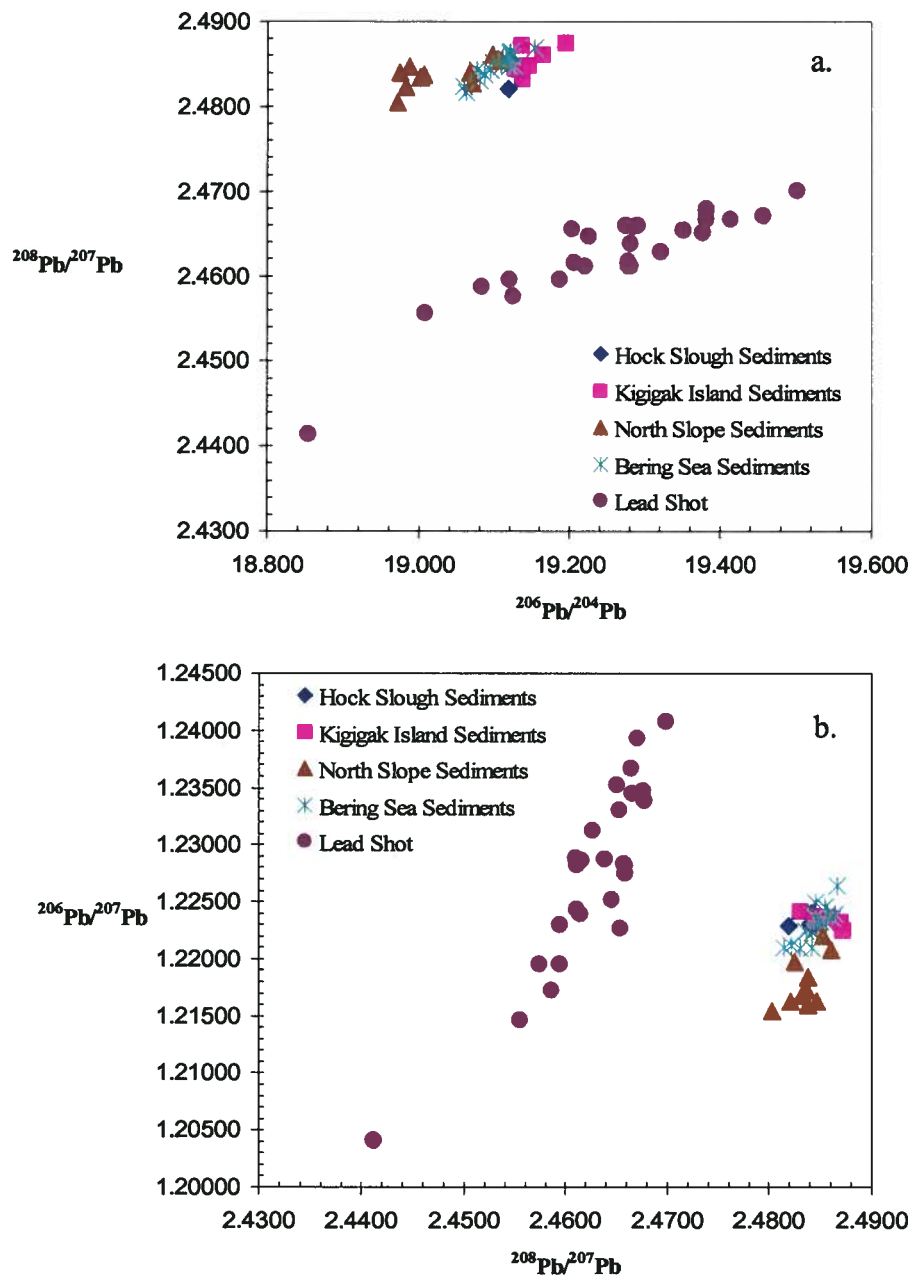 2.4900
a.
2.4800
2.4700
²⁰⁸Pb/²⁰⁷Pb
2.4600
2.4500
2.4400
2.4300
Hock Slough Sediments
Kigigak Island Sediments
North Slope Sediments
Bering Sea Sediments
Lead Shot
18.800 19.000 19.200 19.400 19.600
²⁰⁶Pb/²⁰⁴Pb
1.24500
b.
1.24000
1.23500
1.23000
1.22500
²⁰⁶Pb/²⁰⁷Pb
1.22000
1.21500
1.21000
1.20500
1.20000
Hock Slough Sediments
Kigigak Island Sediments
North Slope Sediments
Bering Sea Sediments
Lead Shot
2.4300 2.4400 2.4500 2.4600 2.4700 2.4800 2.4900
²⁰⁸Pb/²⁰⁷Pb